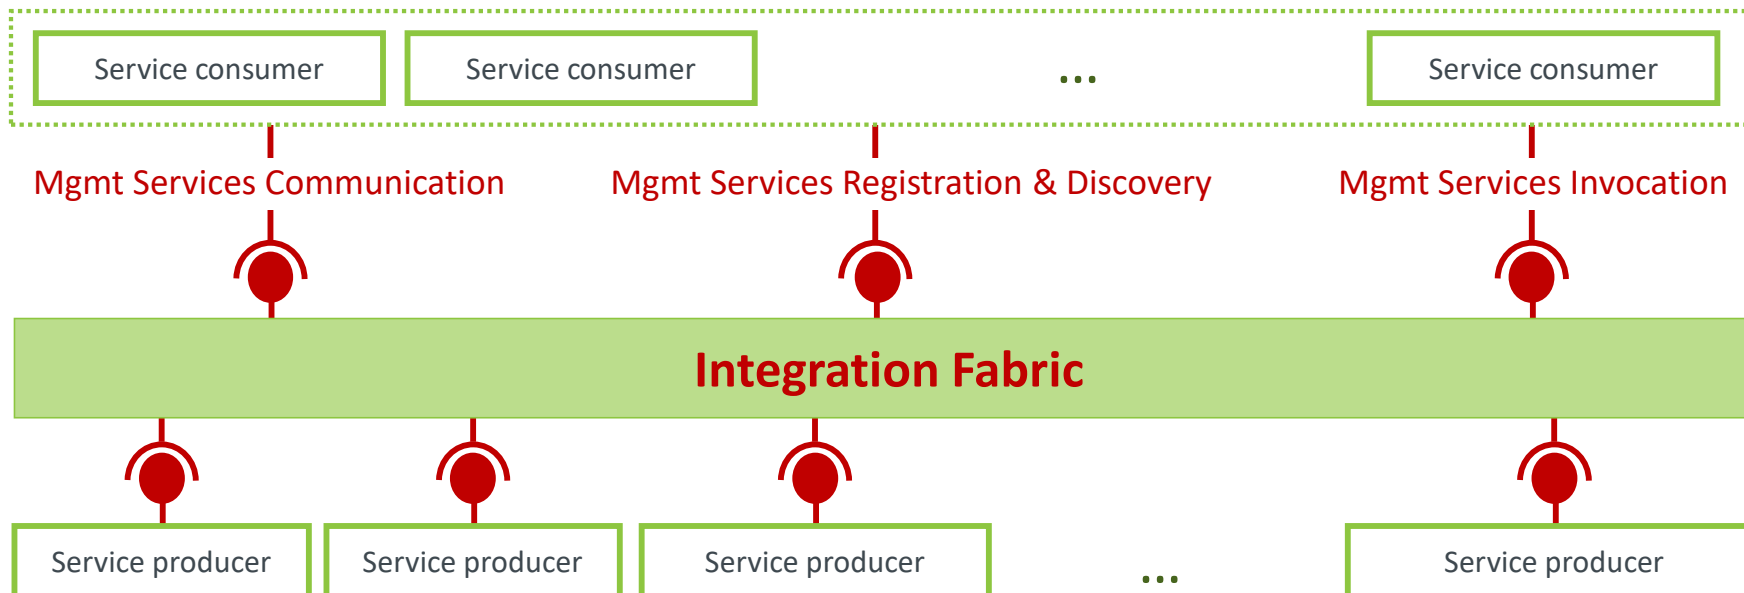 Service consumer
Service consumer
...
Service consumer
Mgmt Services Communication
Mgmt Services Registration & Discovery
Mgmt Services Invocation
Integration Fabric
Service producer
Service producer
Service producer
...
Service producer